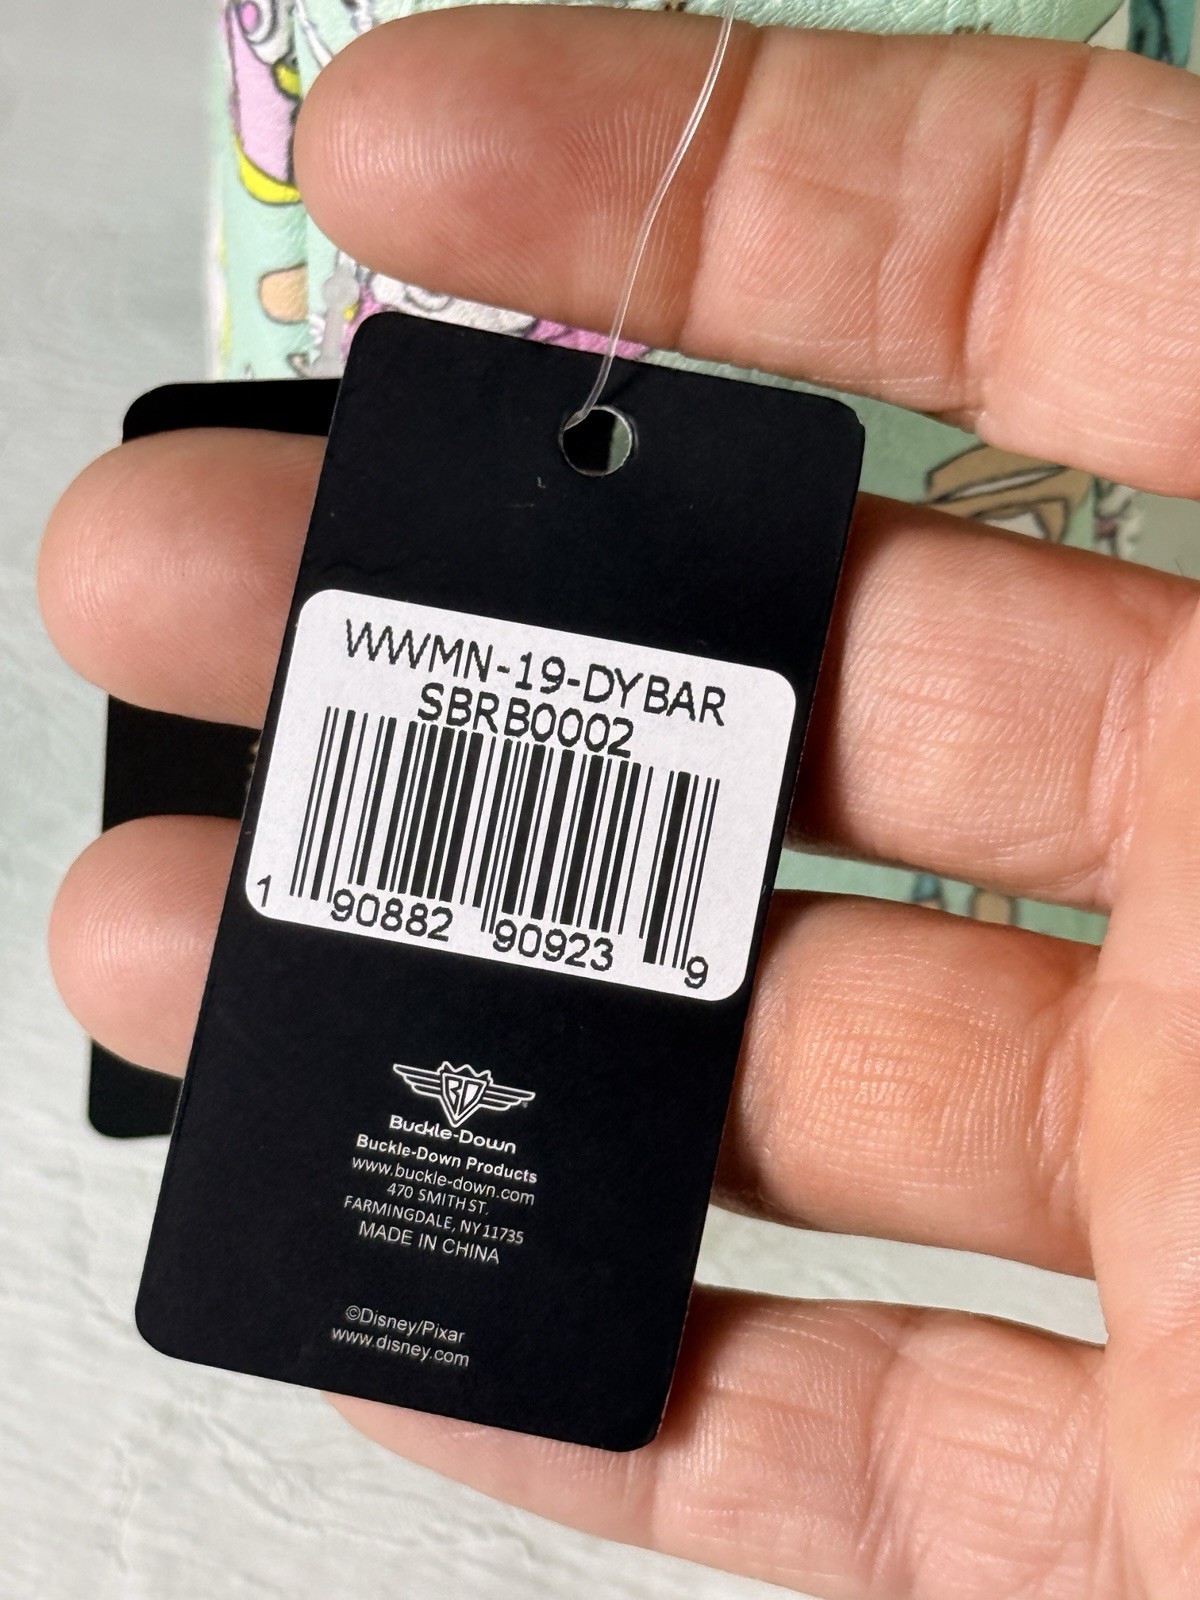 WWMN-19-DYBAR
SBRB0002
1 90882 90923 9
BD
Buckle-Down
Buckle-Down Products
www.buckle-down.com
470 SMITH ST.
FARMINGDALE, NY 11735
MADE IN CHINA
©Disney/Pixar
www.disney.com